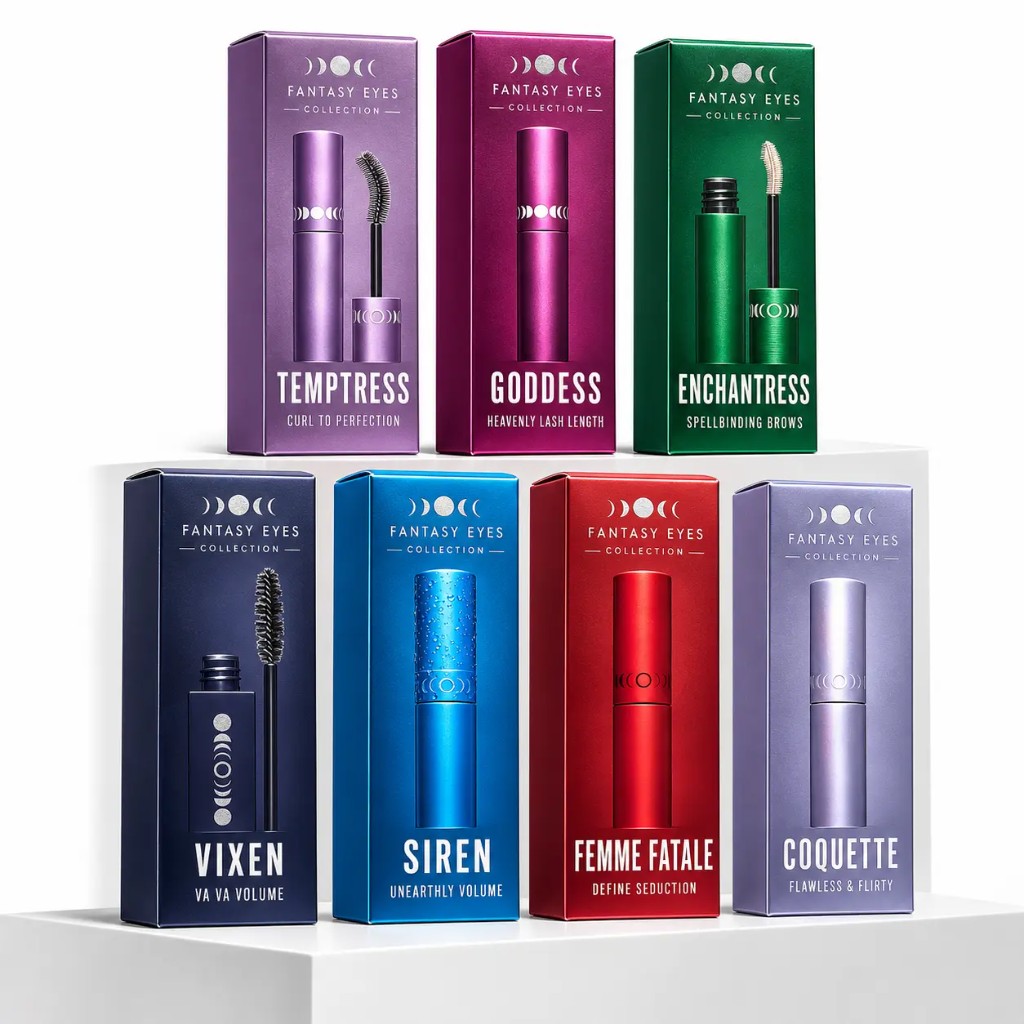 FANTASY EYES
COLLECTION
TEMPTRESS
CURL TO PERFECTION
FANTASY EYES
COLLECTION
GODDESS
HEAVENLY LASH LENGTH
FANTASY EYES
COLLECTION
ENCHANTRESS
SPELLBINDING BROWS
FANTASY EYES
COLLECTION
VIXEN
VA VA VOLUME
FANTASY EYES
COLLECTION
SIREN
UNEARTHLY VOLUME
FANTASY EYES
COLLECTION
FEMME FATALE
DEFINE SEDUCTION
FANTASY EYES
COLLECTION
COQUETTE
FLAWLESS & FLIRTY